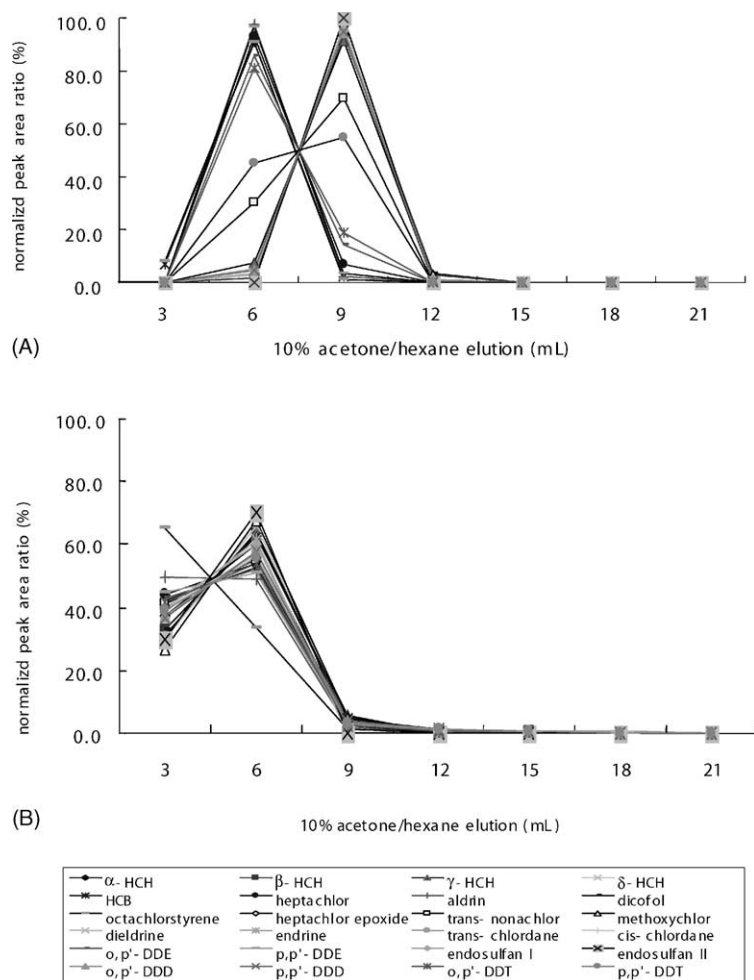 100.0
80.0
60.0
40.0
20.0
0.0
normalizd peak area ratio (%)
3 6 9 12 15 18 21
(A)
10% acetone/hexane elution (mL)
100.0
80.0
60.0
40.0
20.0
0.0
normalizd peak area ratio (%)
3 6 9 12 15 18 21
(B)
10% acetone/hexane elution (mL)
α- HCH β- HCH γ- HCH δ- HCH
HCB heptachlor aldrin dicofol
octachlorstyrene heptachlor epoxide trans- nonachlor methoxychlor
dieldrine endrine trans- chlordane cis- chlordane
o,p'- DDE p,p'- DDE endosulfan I endosulfan II
o,p'- DDD p,p'- DDD o,p'- DDT p,p'- DDT